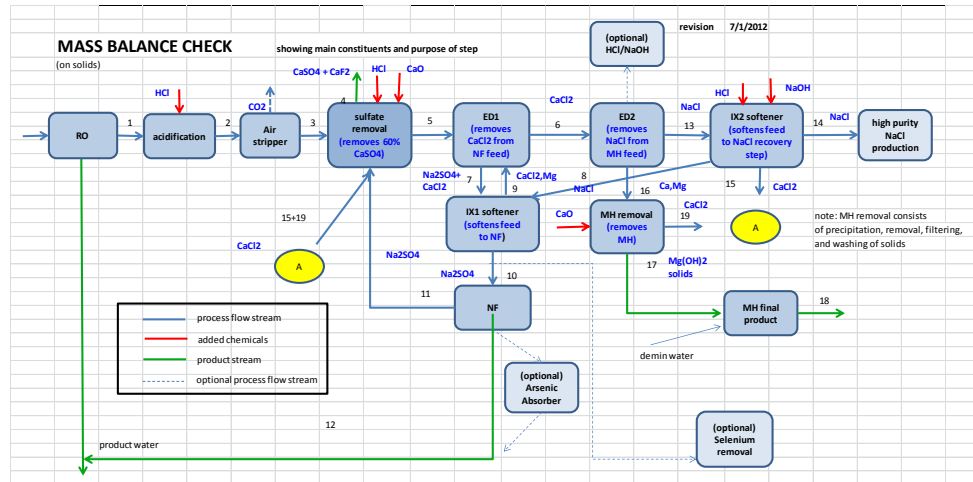 revision 7/1/2012
MASS BALANCE CHECK
showing main constituents and purpose of step
(on solids)
(optional)
HCl/NaOH
CaSO4 + CaF2
HCl
CaO
HCl
CO2
4
CaCl2
NaCl
HCl
NaOH
NaCl
RO
1
acidification
2
Air
stripper
3
sulfate
removal
(removes 60%
CaSO4)
5
ED1
(removes
CaCl2 from
NF feed)
6
ED2
(removes
NaCl from
MH feed)
13
IX2 softener
(softens feed
to NaCl recovery
step)
14
high purity
NaCl
production
Na2SO4+
CaCl2
7
CaCl2,Mg
9
8
NaCl
Ca,Mg
16
15
CaCl2
15+19
CaCl2
A
IX1 softener
(softens feed
to NF)
CaO
MH removal
(removes
MH)
CaCl2
19
A
note: MH removal consists
of precipitation, removal, filtering,
and washing of solids
Na2SO4
Na2SO4
10
11
17
Mg(OH)2
solids
NF
MH final
product
18
demin water
process flow stream
added chemicals
product stream
optional process flow stream
(optional)
Arsenic
Absorber
(optional)
Selenium
removal
12
product water